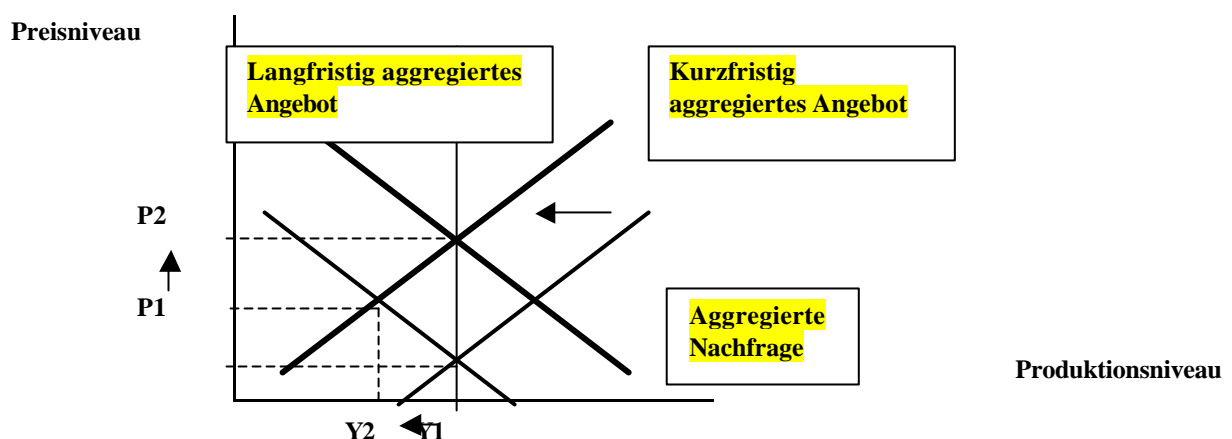 Preisniveau
Langfristig aggregiertes
Angebot
Kurzfristig
aggregiertes Angebot
P2
P1
Aggregierte
Nachfrage
Produktionsniveau
Y2 Y1